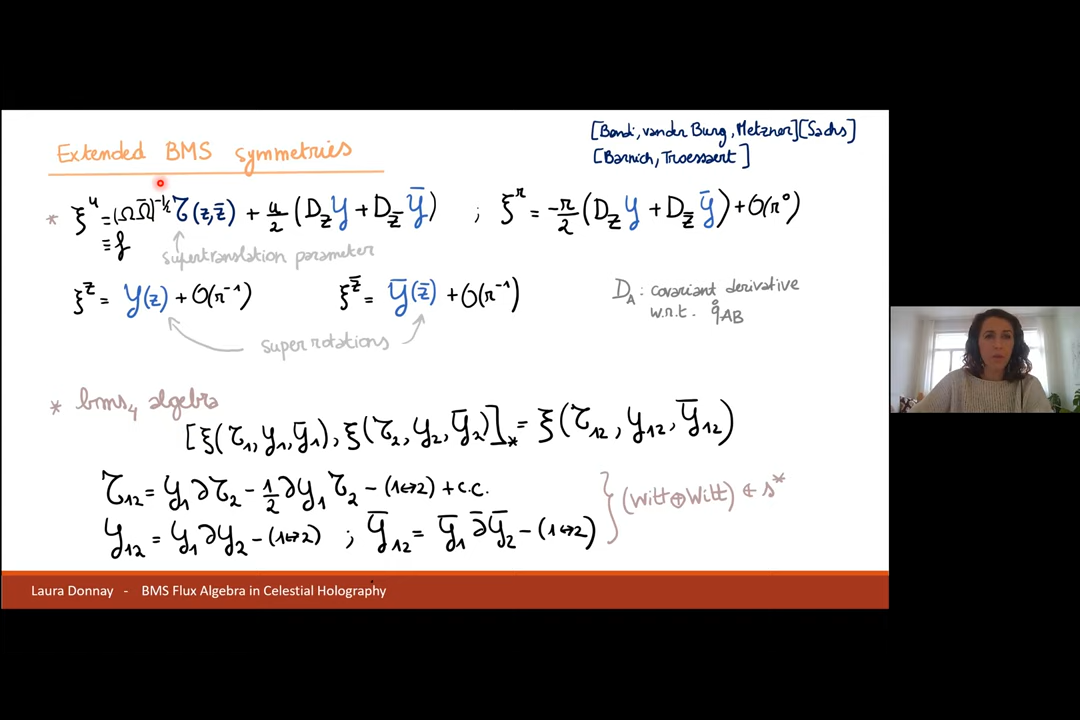 Extended BMS symmetries
[Bondi, van der Burg, Metzner][Sachs]
[Barnich, Troessaert]
* ξ^u = (ΩΩ̄)^{-1/2} 𝒯(z,z̄) + u/2 (D_z 𝒴 + D_z̄ 𝒴̄) ; ξ^r = -r/2 (D_z 𝒴 + D_z̄ 𝒴̄) + O(r^0)
≡ f
supertranslation parameter
ξ^z = 𝒴(z) + O(r^{-1}) ξ^z̄ = 𝒴̄(z̄) + O(r^{-1})
D_A : covariant derivative
w.r.t. q̊_AB
super rotations
* bms_4 algebra
[ξ(𝒯_1, 𝒴_1, 𝒴̄_1), ξ(𝒯_2, 𝒴_2, 𝒴̄_2)]_* = ξ(𝒯_12, 𝒴_12, 𝒴̄_12)
𝒯_12 = 𝒴_1 ∂𝒯_2 - 1/2 ∂𝒴_1 𝒯_2 - (1↔2) + c.c.
𝒴_12 = 𝒴_1 ∂𝒴_2 - (1↔2) ; 𝒴̄_12 = 𝒴̄_1 ∂̄𝒴̄_2 - (1↔2)
} (Witt ⊕ Witt) ⋲ s*
Laura Donnay - BMS Flux Algebra in Celestial Holography